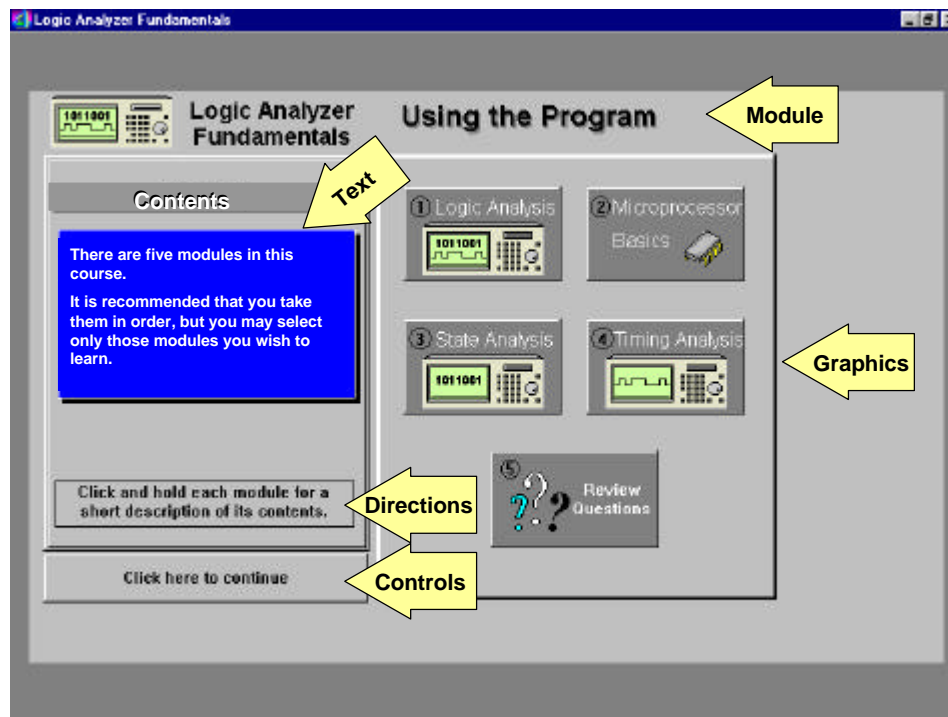 Logic Analyzer Fundamentals
Logic Analyzer
Fundamentals
Using the Program
Module
Contents
Text
There are five modules in this
course.
It is recommended that you take
them in order, but you may select
only those modules you wish to
learn.
Click and hold each module for a
short description of its contents.
Directions
Click here to continue
Controls
1 Logic Analysis
1011001
2 Microprocessor
Basics
3 State Analysis
1011001
4 Timing Analysis
Graphics
5
Review
Questions
1011001